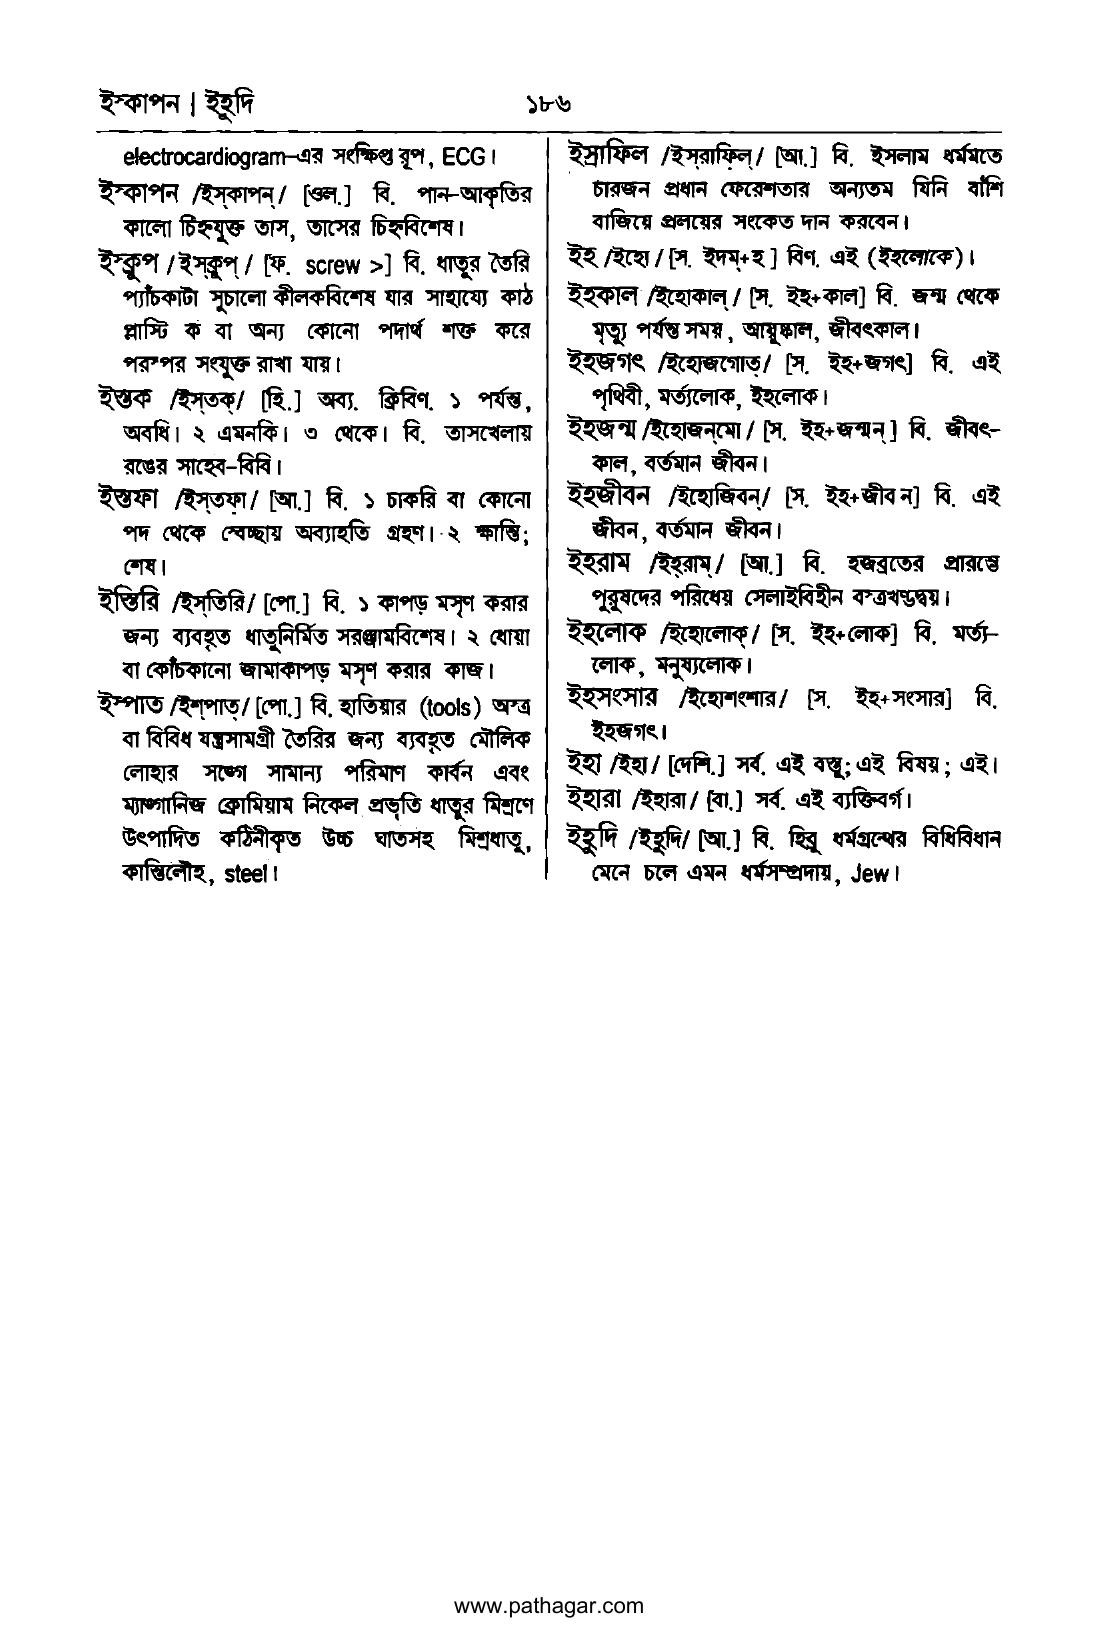 ইস্কাপন | ইহুদি
১৮৬
electrocardiogram–এর সংক্ষিপ্ত রূপ, ECG।
ইস্কাপন /ইস্‌কাপন্‌/ [ওল.] বি. পান–আকৃতির
কালো চিহ্নযুক্ত তাস, তাসের চিহ্নবিশেষ।
ইস্ক্রুপ /ইস্‌ক্রুপ্‌/ [ফ. screw >] বি. ধাতুর তৈরি
প্যাঁচকাটা সুচালো কীলকবিশেষ যার সাহায্যে কাঠ
প্লাস্টি ক বা অন্য কোনো পদার্থ শক্ত করে
পরস্পর সংযুক্ত রাখা যায়।
ইস্তক /ইস্‌তক্‌/ [হি.] অব্য. ক্রিবিণ. ১ পর্যন্ত,
অবধি। ২ এমনকি। ৩ থেকে। বি. তাসখেলায়
রঙের সাহেব–বিবি।
ইস্তফা /ইস্‌তফা/ [আ.] বি. ১ চাকরি বা কোনো
পদ থেকে স্বেচ্ছায় অব্যাহতি গ্রহণ। ২ ক্ষান্তি;
শেষ।
ইস্তিরি /ইস্‌তিরি/ [পো.] বি. ১ কাপড় মসৃণ করার
জন্য ব্যবহৃত ধাতুনির্মিত সরঞ্জামবিশেষ। ২ ধোয়া
বা কোঁচকানো জামাকাপড় মসৃণ করার কাজ।
ইস্পাত /ইশ্‌পাত্‌/ [পো.] বি. হাতিয়ার (tools) অস্ত্র
বা বিবিধ যন্ত্রসামগ্রী তৈরির জন্য ব্যবহৃত মৌলিক
লোহার সঙ্গে সামান্য পরিমাণ কার্বন এবং
ম্যাঙ্গানিজ ক্রোমিয়াম নিকেল প্রভৃতি ধাতুর মিশ্রণে
উৎপাদিত কঠিনীকৃত উচ্চ ঘাতসহ মিশ্রধাতু,
কান্তিলৌহ, steel।
ইস্রাফিল /ইস্‌রাফিল্‌/ [আ.] বি. ইসলাম ধর্মমতে
চারজন প্রধান ফেরেশতার অন্যতম যিনি বাঁশি
বাজিয়ে প্রলয়ের সংকেত দান করবেন।
ইহ /ইহো/ [স. ইদম্‌+হ] বিণ. এই (ইহলোকে)।
ইহকাল /ইহোকাল্‌/ [স. ইহ+কাল] বি. জন্ম থেকে
মৃত্যু পর্যন্ত সময়, আয়ুষ্কাল, জীবৎকাল।
ইহজগৎ /ইহোজগোত্‌/ [স. ইহ+জগৎ] বি. এই
পৃথিবী, মর্ত্যলোক, ইহলোক।
ইহজন্ম /ইহোজন্‌মো/ [স. ইহ+জন্মন্‌] বি. জীবৎ–
কাল, বর্তমান জীবন।
ইহজীবন /ইহোজিবন্‌/ [স. ইহ+জীব ন] বি. এই
জীবন, বর্তমান জীবন।
ইহরাম /ইহ্‌রাম্‌/ [আ.] বি. হজব্রতের প্রারম্ভে
পুরুষদের পরিধেয় সেলাইবিহীন বস্ত্রখণ্ডদ্বয়।
ইহলোক /ইহোলোক্‌/ [স. ইহ+লোক] বি. মর্ত্য–
লোক, মনুষ্যলোক।
ইহসংসার /ইহোশংশার/ [স. ইহ+সংসার] বি.
ইহজগৎ।
ইহা /ইহা/ [দেশি.] সর্ব. এই বস্তু; এই বিষয়; এই।
ইহারা /ইহারা/ [বা.] সর্ব. এই ব্যক্তিবর্গ।
ইহুদি /ইহুদি/ [আ.] বি. হিব্রু ধর্মগ্রন্থের বিধিবিধান
মেনে চলে এমন ধর্মসম্প্রদায়, Jew।
www.pathagar.com